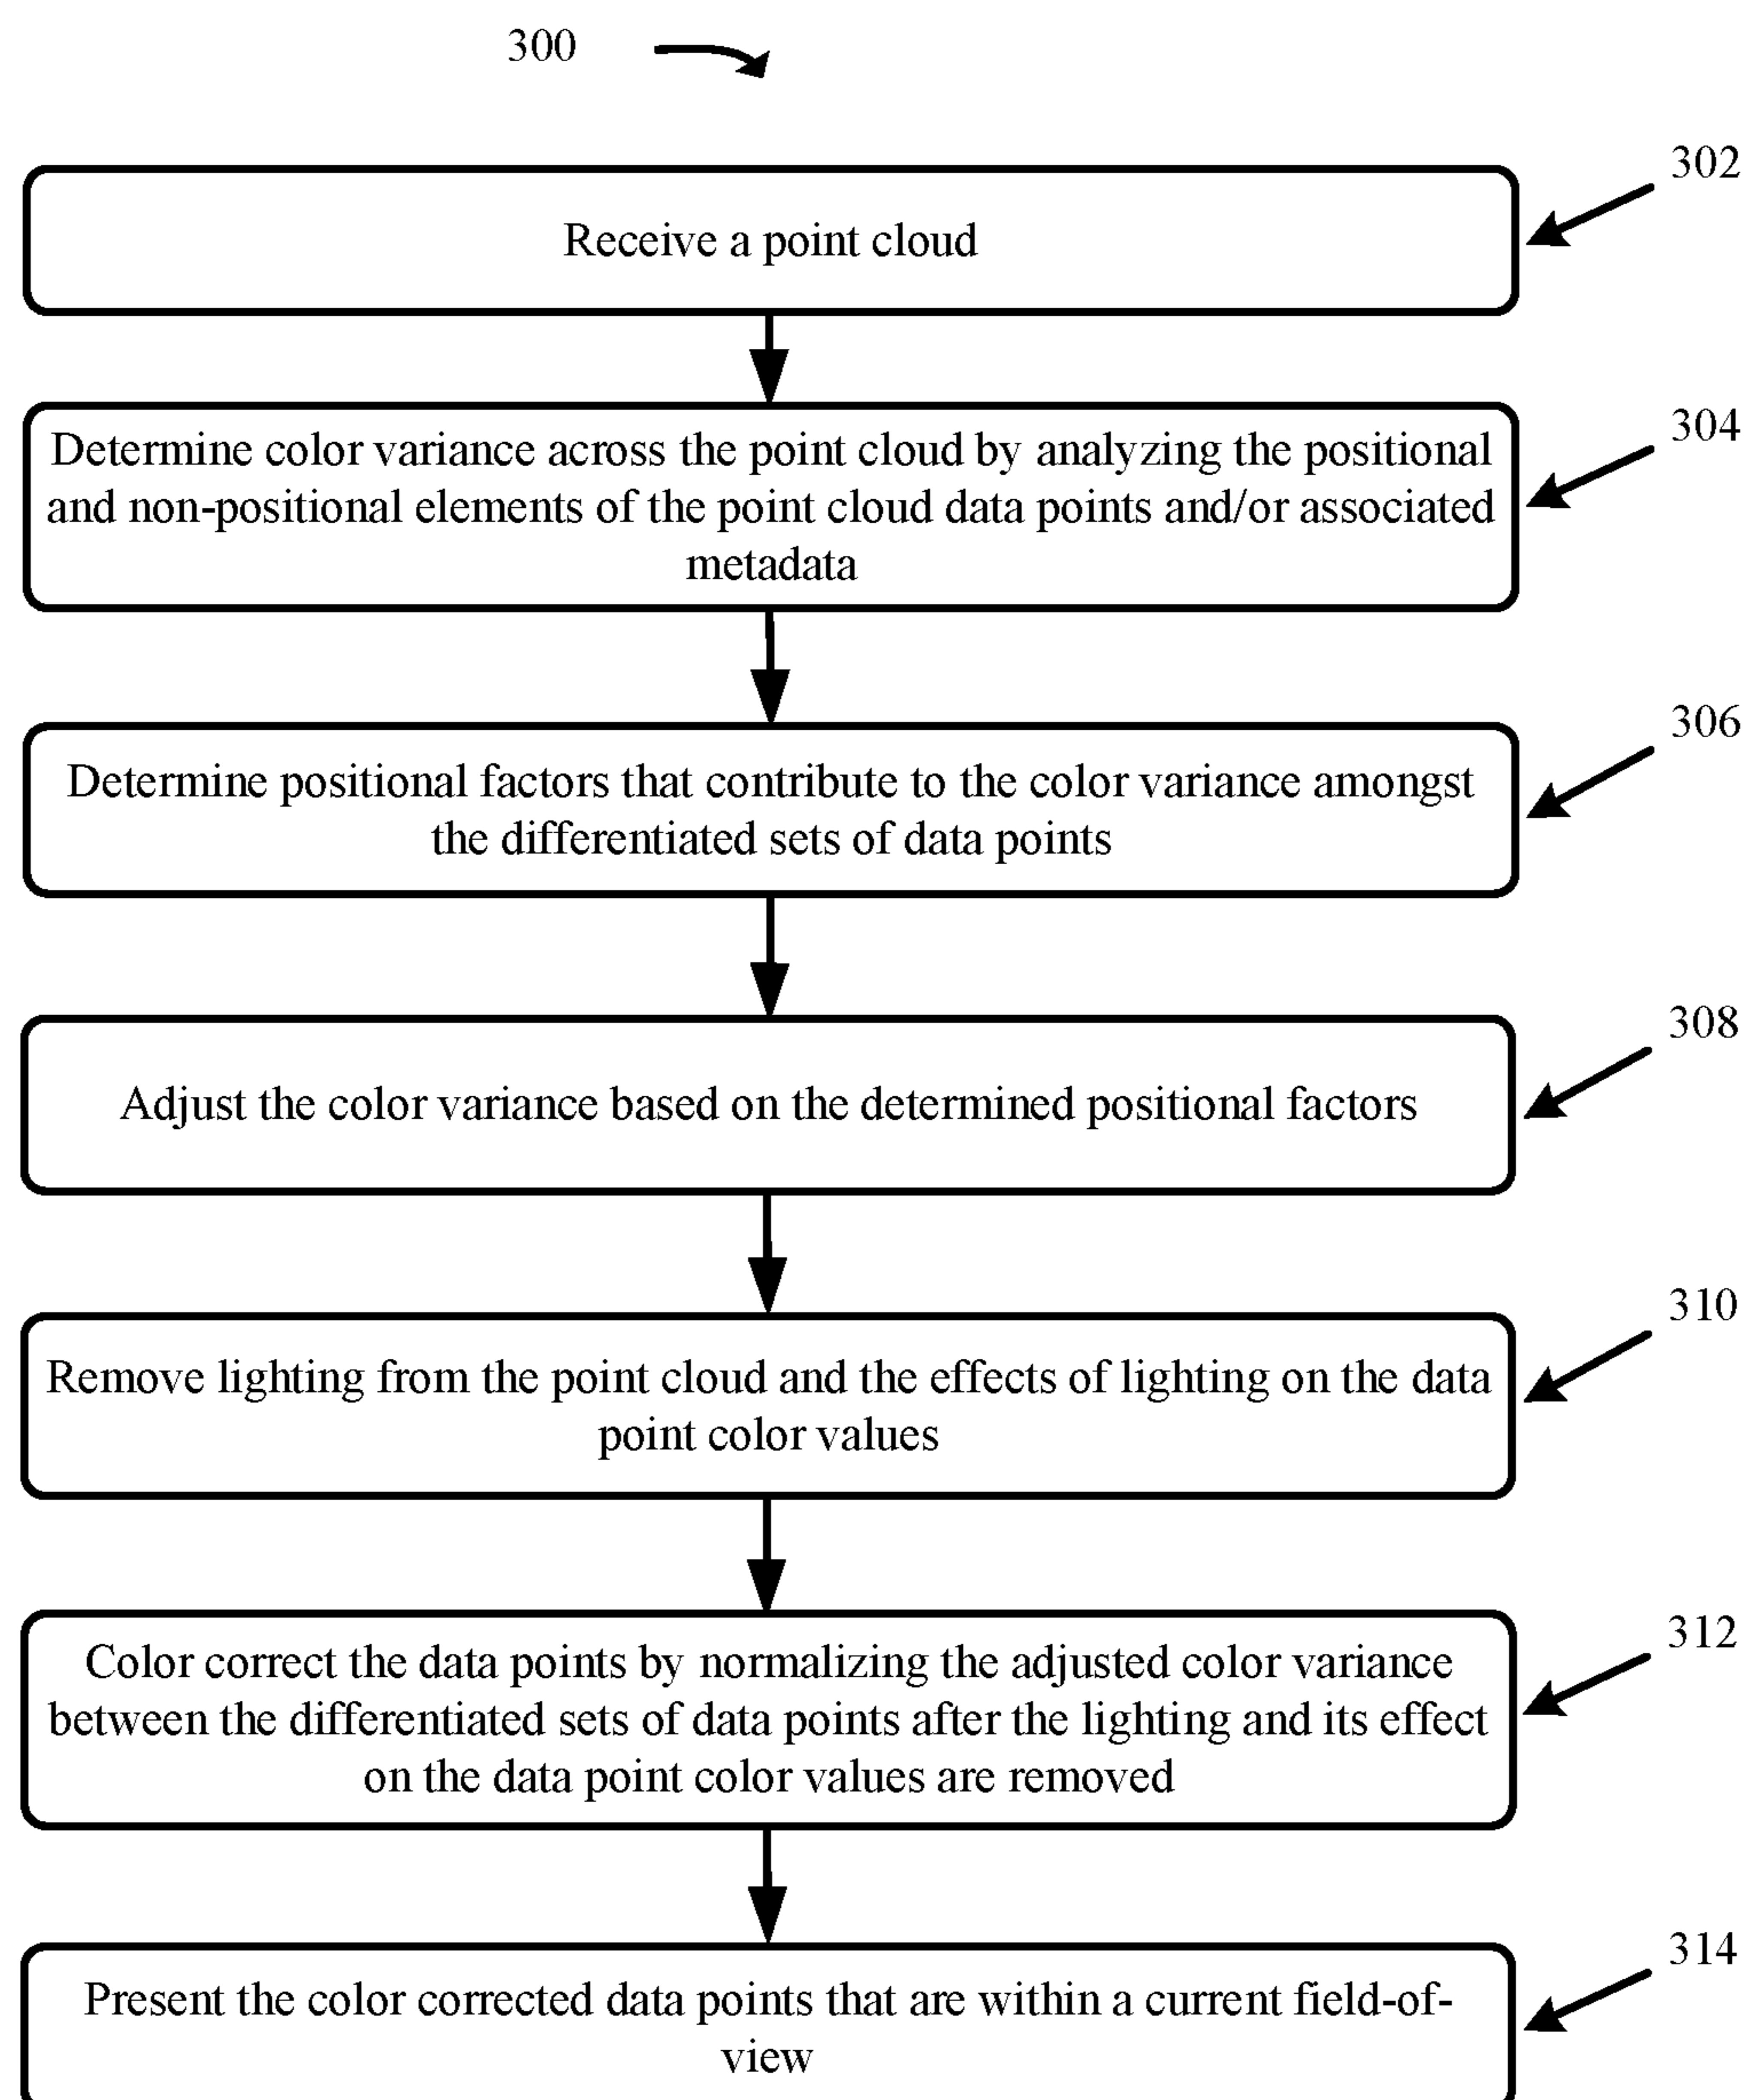 300
302
Receive a point cloud
304
Determine color variance across the point cloud by analyzing the positional
and non-positional elements of the point cloud data points and/or associated
metadata
306
Determine positional factors that contribute to the color variance amongst
the differentiated sets of data points
308
Adjust the color variance based on the determined positional factors
310
Remove lighting from the point cloud and the effects of lighting on the data
point color values
312
Color correct the data points by normalizing the adjusted color variance
between the differentiated sets of data points after the lighting and its effect
on the data point color values are removed
314
Present the color corrected data points that are within a current field-of-
view